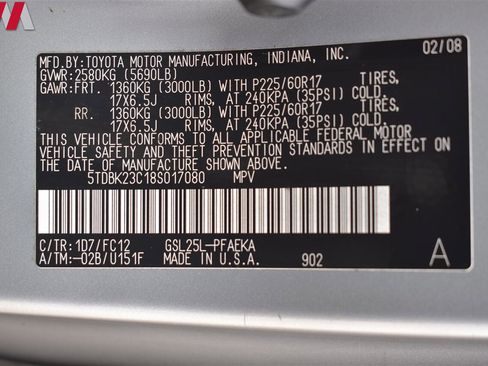 MFD.BY:TOYOTA MOTOR MANUFACTURING, INDIANA, INC. 02/08
GVWR:2580KG (5690LB)
GAWR:FRT. 1360KG (3000LB) WITH P225/60R17 TIRES,
17X6.5J RIMS, AT 240KPA (35PSI) COLD.
RR. 1360KG (3000LB) WITH P225/60R17 TIRES,
17X6.5J RIMS, AT 240KPA (35PSI) COLD.
THIS VEHICLE CONFORMS TO ALL APPLICABLE FEDERAL MOTOR
VEHICLE SAFETY AND BUMPER STANDARDS IN EFFECT ON
THE DATE OF MANUFACTURE SHOWN ABOVE.
5TDBK23C18S017080 MPV
C/TR:1D7/FC12 GSL25L-PFAEKA
A/TM:-02B/U151F MADE IN U.S.A. 902 A